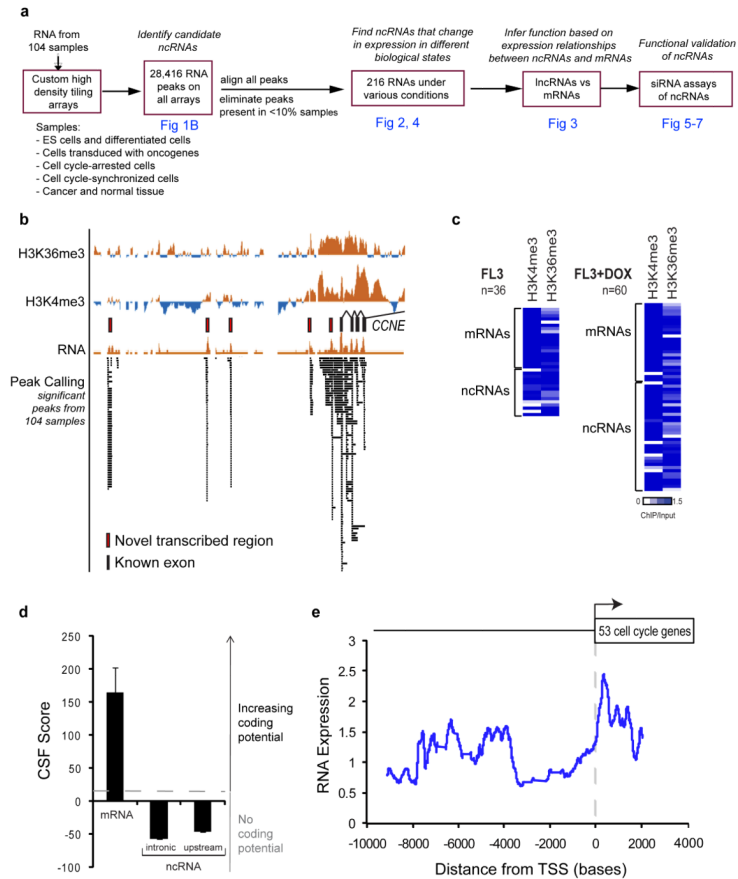 a
RNA from
104 samples
Custom high
density tiling
arrays
Samples:
- ES cells and differentiated cells
- Cells transduced with oncogenes
- Cell cycle-arrested cells
- Cell cycle-synchronized cells
- Cancer and normal tissue
Identify candidate
ncRNAs
28,416 RNA
peaks on
all arrays
Fig 1B
align all peaks
eliminate peaks
present in <10% samples
Find ncRNAs that change
in expression in different
biological states
216 RNAs under
various conditions
Fig 2, 4
Infer function based on
expression relationships
between ncRNAs and mRNAs
lncRNAs vs
mRNAs
Fig 3
Functional validation
of ncRNAs
siRNA assays
of ncRNAs
Fig 5-7
b
H3K36me3
H3K4me3
CCNE
RNA
Peak Calling
significant
peaks from
104 samples
Novel transcribed region
Known exon
c
FL3
n=36
H3K4me3
H3K36me3
mRNAs
ncRNAs
FL3+DOX
n=60
H3K4me3
H3K36me3
mRNAs
ncRNAs
0
1.5
ChIP/Input
d
CSF Score
250
200
150
100
50
0
-50
-100
mRNA
intronic
upstream
ncRNA
Increasing
coding
potential
No
coding
potential
e
53 cell cycle genes
RNA Expression
3
2.5
2
1.5
1
0.5
0
-10000 -8000 -6000 -4000 -2000 0 2000 4000
Distance from TSS (bases)